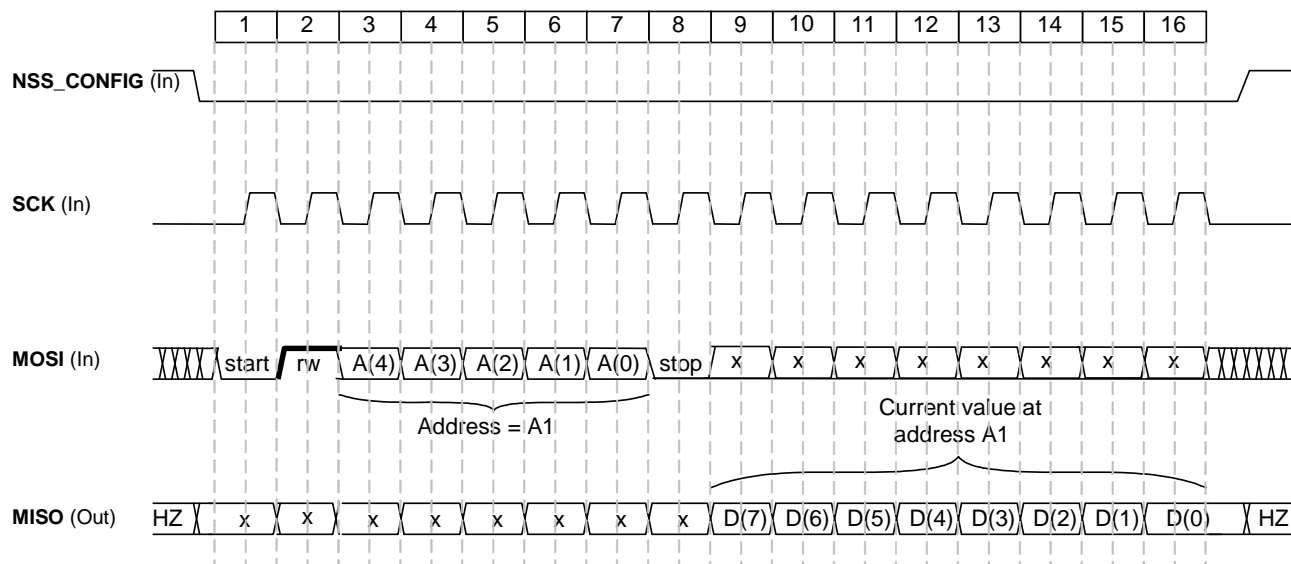 1 2 3 4 5 6 7 8 9 10 11 12 13 14 15 16
NSS_CONFIG (In)
SCK (In)
MOSI (In) start rw A(4) A(3) A(2) A(1) A(0) stop x x x x x x x x
Address = A1
Current value at
address A1
MISO (Out) HZ x x x x x x x x D(7) D(6) D(5) D(4) D(3) D(2) D(1) D(0) HZ